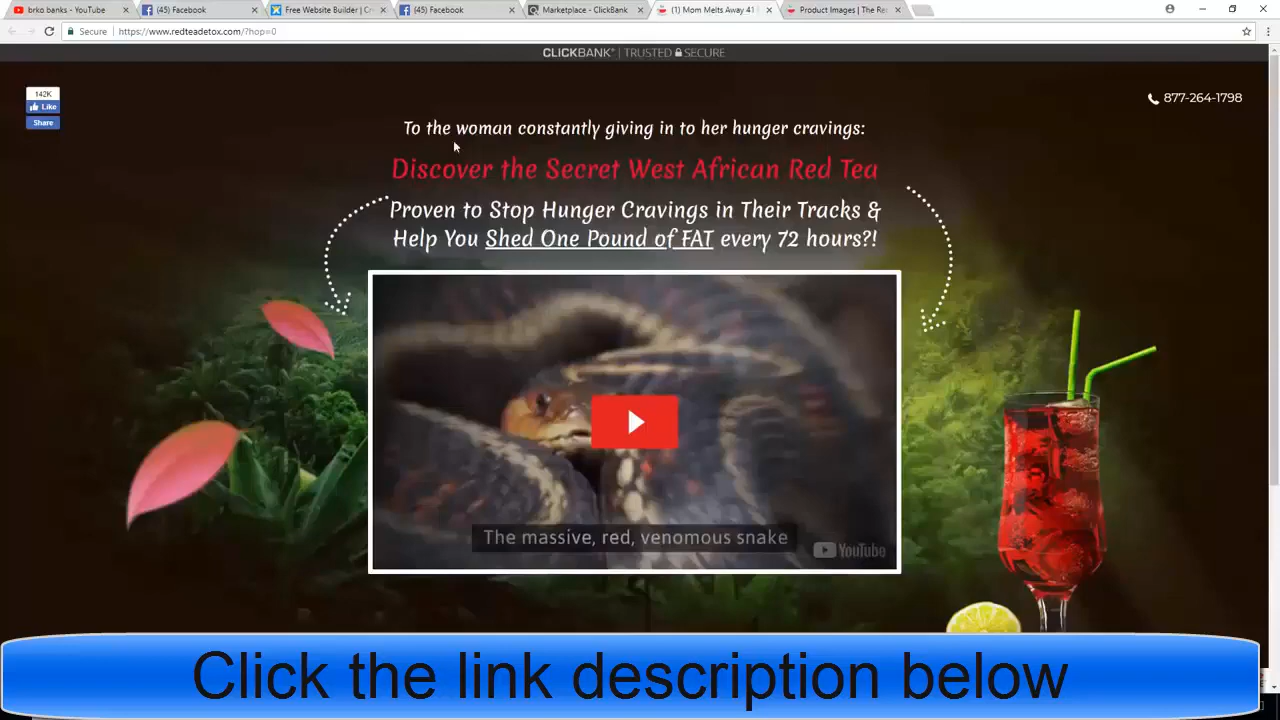 brko banks - YouTube
(45) Facebook
Free Website Builder | Cr
(45) Facebook
Marketplace - ClickBank
(1) Mom Melts Away 41
Product Images | The Re
Secure
https://www.redteadetox.com/?hop=0
CLICKBANK | TRUSTED SECURE
142K
Like
Share
877-264-1798
To the woman constantly giving in to her hunger cravings:
Discover the Secret West African Red Tea
Proven to Stop Hunger Cravings in Their Tracks &
Help You Shed One Pound of FAT every 72 hours?!
The massive, red, venomous snake
YouTube
Click the link description below